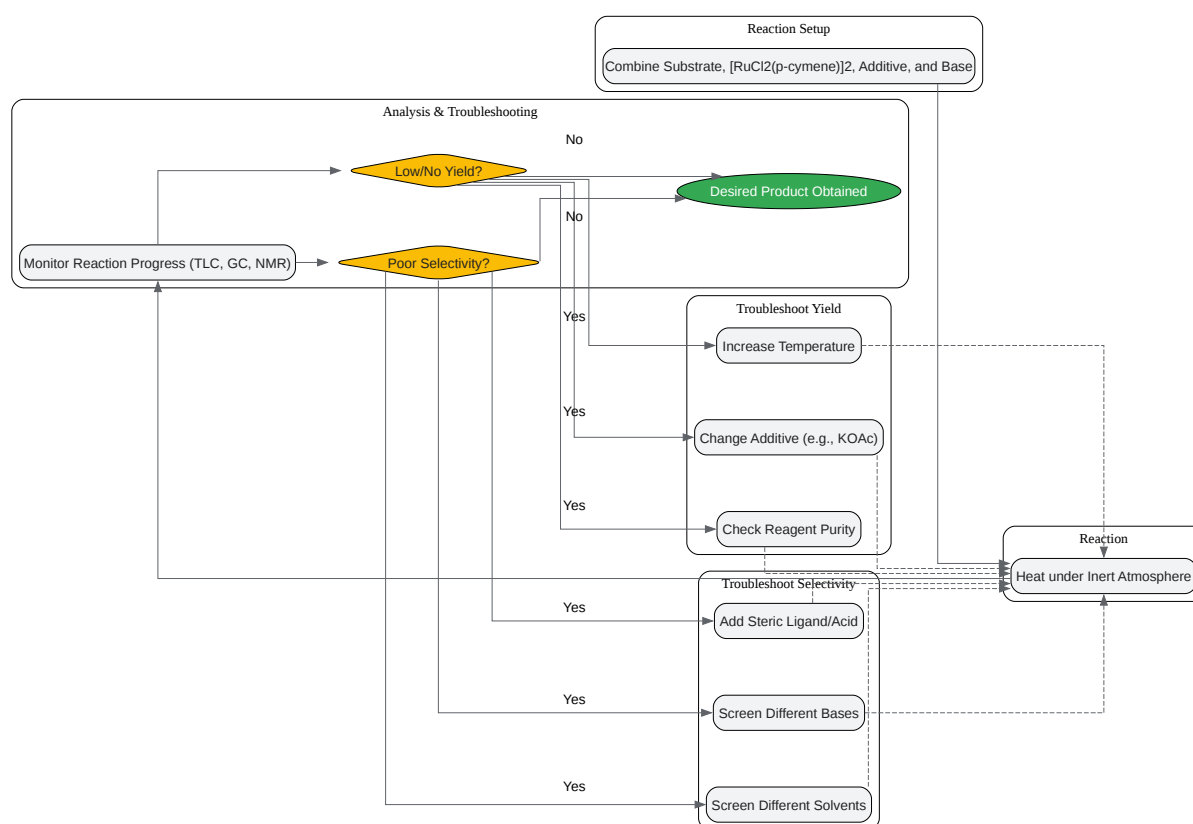 Reaction Setup
Combine Substrate, [RuCl2(p-cymene)]2, Additive, and Base
Analysis & Troubleshooting
No
Low/No Yield?
Desired Product Obtained
No
Monitor Reaction Progress (TLC, GC, NMR)
Poor Selectivity?
Troubleshoot Yield
Yes
Increase Temperature
Yes
Change Additive (e.g., KOAc)
Yes
Check Reagent Purity
Reaction
Heat under Inert Atmosphere
Troubleshoot Selectivity
Yes
Add Steric Ligand/Acid
Yes
Screen Different Bases
Yes
Screen Different Solvents